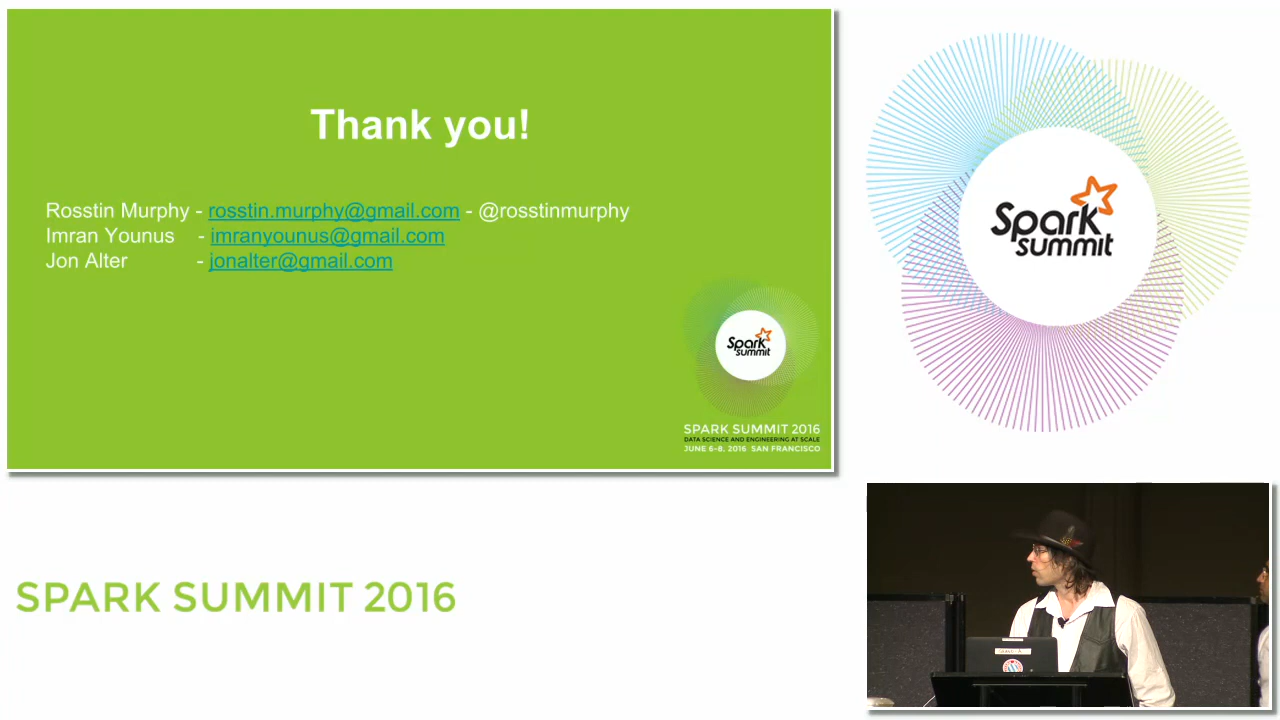 Thank you!
Rosstin Murphy - rosstin.murphy@gmail.com - @rosstinmurphy
Imran Younus - imranyounus@gmail.com
Jon Alter - jonalter@gmail.com
Spark
summit
SPARK SUMMIT 2016
DATA SCIENCE AND ENGINEERING AT SCALE
JUNE 6-8, 2016 SAN FRANCISCO
Spark
summit
SPARK SUMMIT 2016